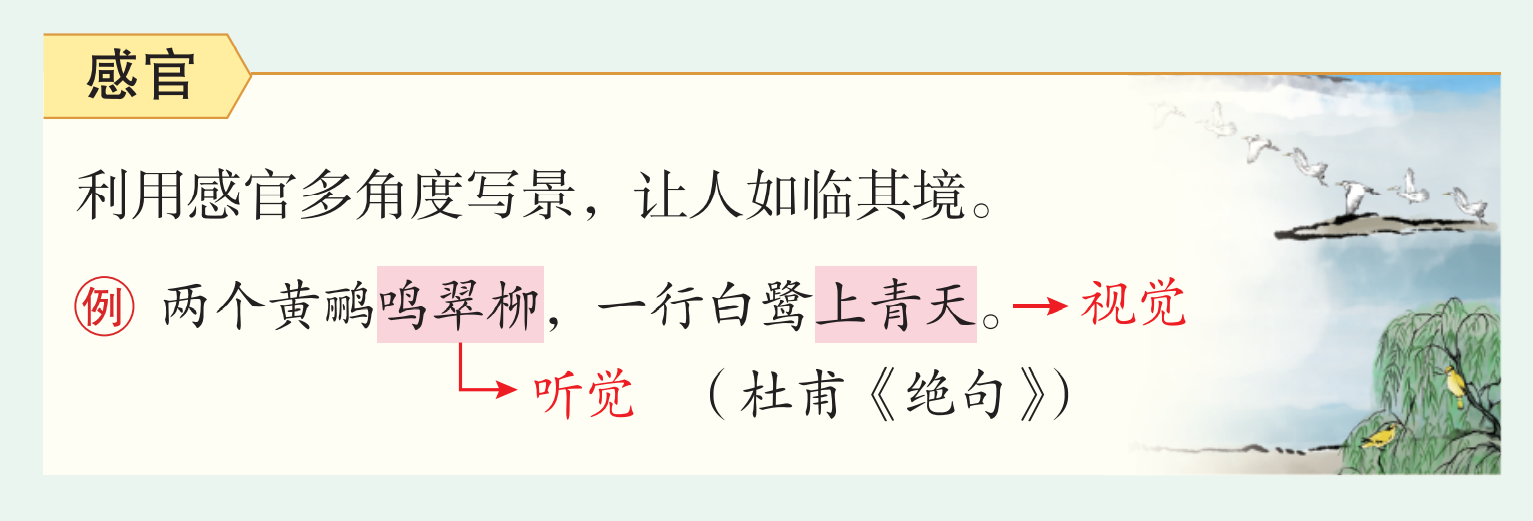 感官
利用感官多角度写景，让人如临其境。
例 两个黄鹂鸣翠柳，一行白鹭上青天。→视觉
听觉 （杜甫《绝句》）